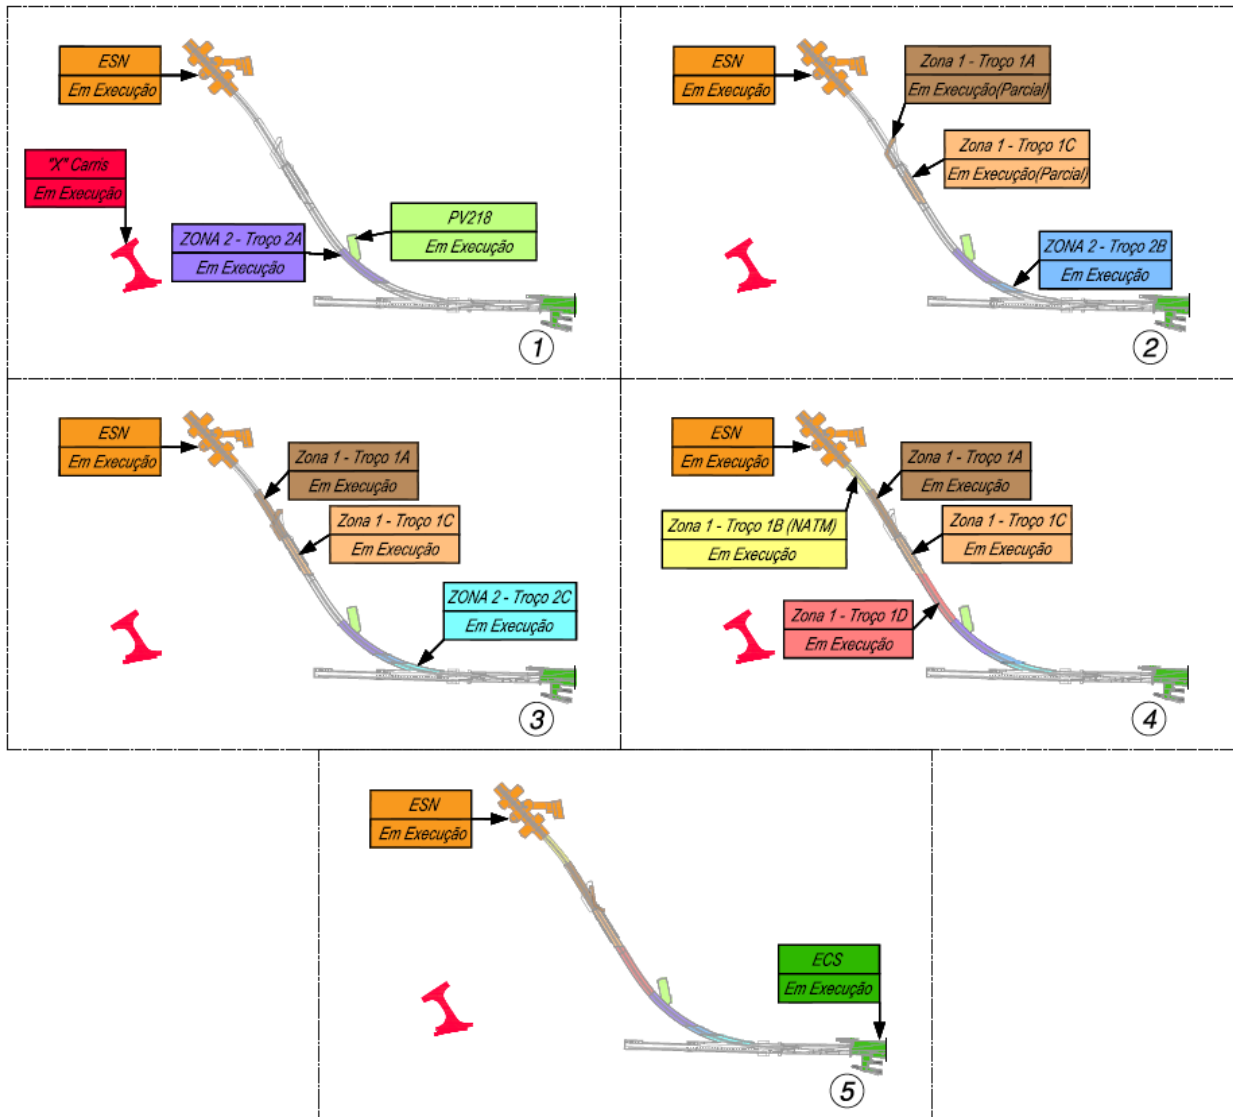 ESN
Em Execução
"X" Carris
Em Execução
PV218
Em Execução
ZONA 2 - Troço 2A
Em Execução
1
ESN
Em Execução
Zona 1 - Troço 1A
Em Execução(Parcial)
Zona 1 - Troço 1C
Em Execução(Parcial)
ZONA 2 - Troço 2B
Em Execução
2
ESN
Em Execução
Zona 1 - Troço 1A
Em Execução
Zona 1 - Troço 1C
Em Execução
ZONA 2 - Troço 2C
Em Execução
3
ESN
Em Execução
Zona 1 - Troço 1A
Em Execução
Zona 1 - Troço 1B (NATM)
Em Execução
Zona 1 - Troço 1C
Em Execução
Zona 1 - Troço 1D
Em Execução
4
ESN
Em Execução
ECS
Em Execução
5